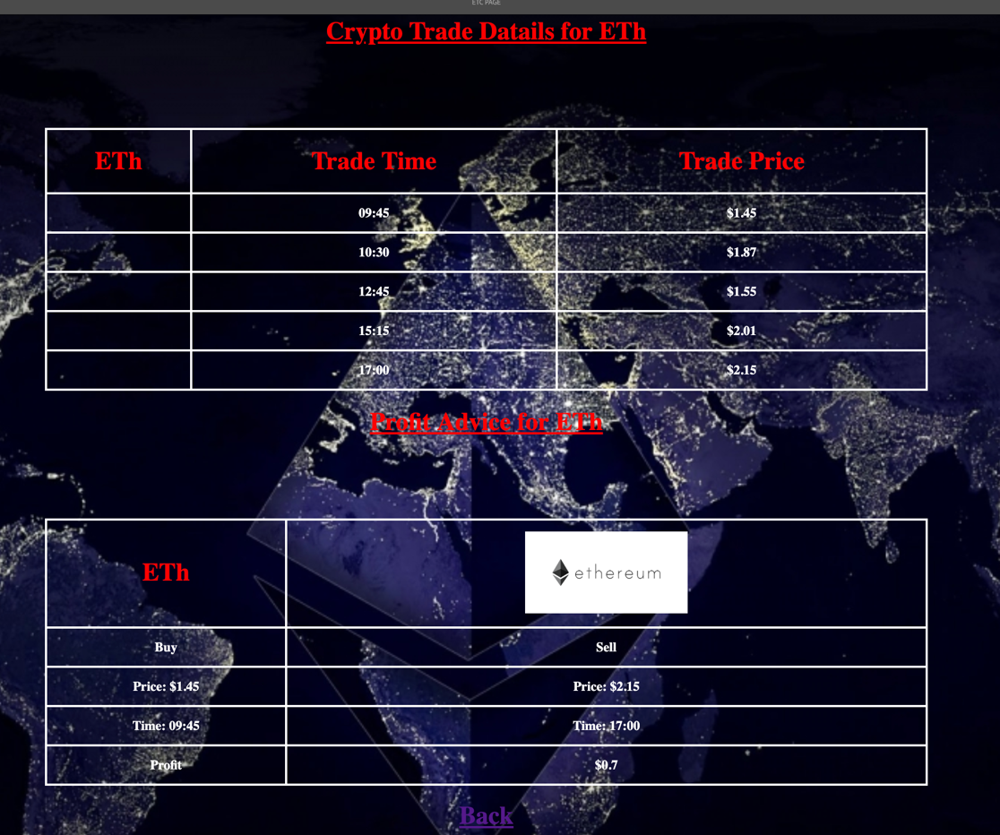 ETC PAGE
Crypto Trade Datails for ETh
ETh Trade Time Trade Price
09:45 $1.45
10:30 $1.87
12:45 $1.55
15:15 $2.01
17:00 $2.15
Profit Advice for ETh
ETh ethereum
Buy Sell
Price: $1.45 Price: $2.15
Time: 09:45 Time: 17:00
Profit $0.7
Back